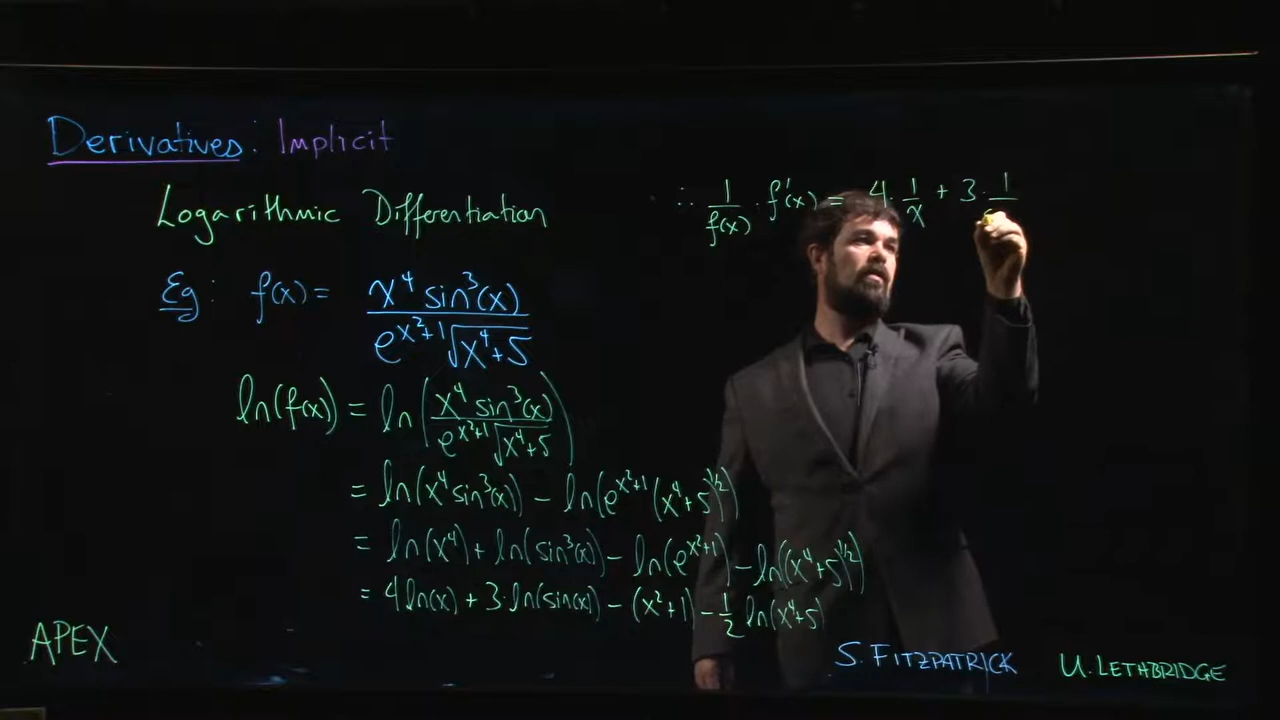 Derivatives: Implicit
Logarithmic Differentiation
Eg: f(x) = x⁴ sin³(x) / e^(x²+1) √(x⁴+5)
ln(f(x)) = ln(x⁴ sin³(x) / e^(x²+1) √(x⁴+5))
= ln(x⁴ sin³(x)) − ln(e^(x²+1) (x⁴+5)^(1/2))
= ln(x⁴) + ln(sin³(x)) − ln(e^(x²+1)) − ln((x⁴+5)^(1/2))
= 4 ln(x) + 3·ln(sin(x)) − (x²+1) − 1/2 ln(x⁴+5)
∴ 1/f(x) · f'(x) = 4 · 1/x + 3 · 1/
APEX
S. FITZPATRICK
U. LETHBRIDGE